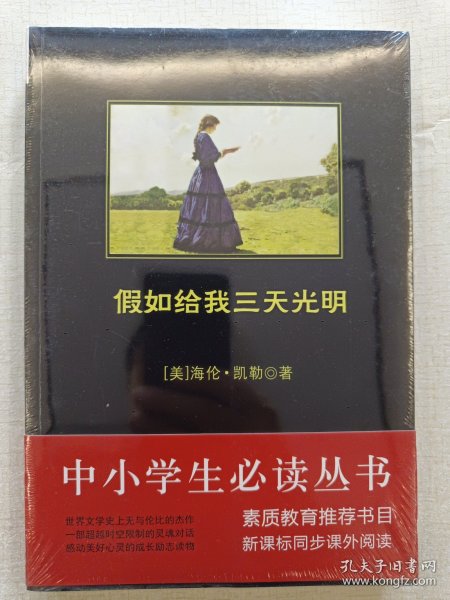 假如给我三天光明
[美]海伦·凯勒◎著
中小学生必读丛书
世界文学史上无与伦比的杰作
一部超越时空限制的灵魂对话
感动美好心灵的成长励志读物
素质教育推荐书目
新课标同步课外阅读
孔夫子旧书网
www.kongfz.com